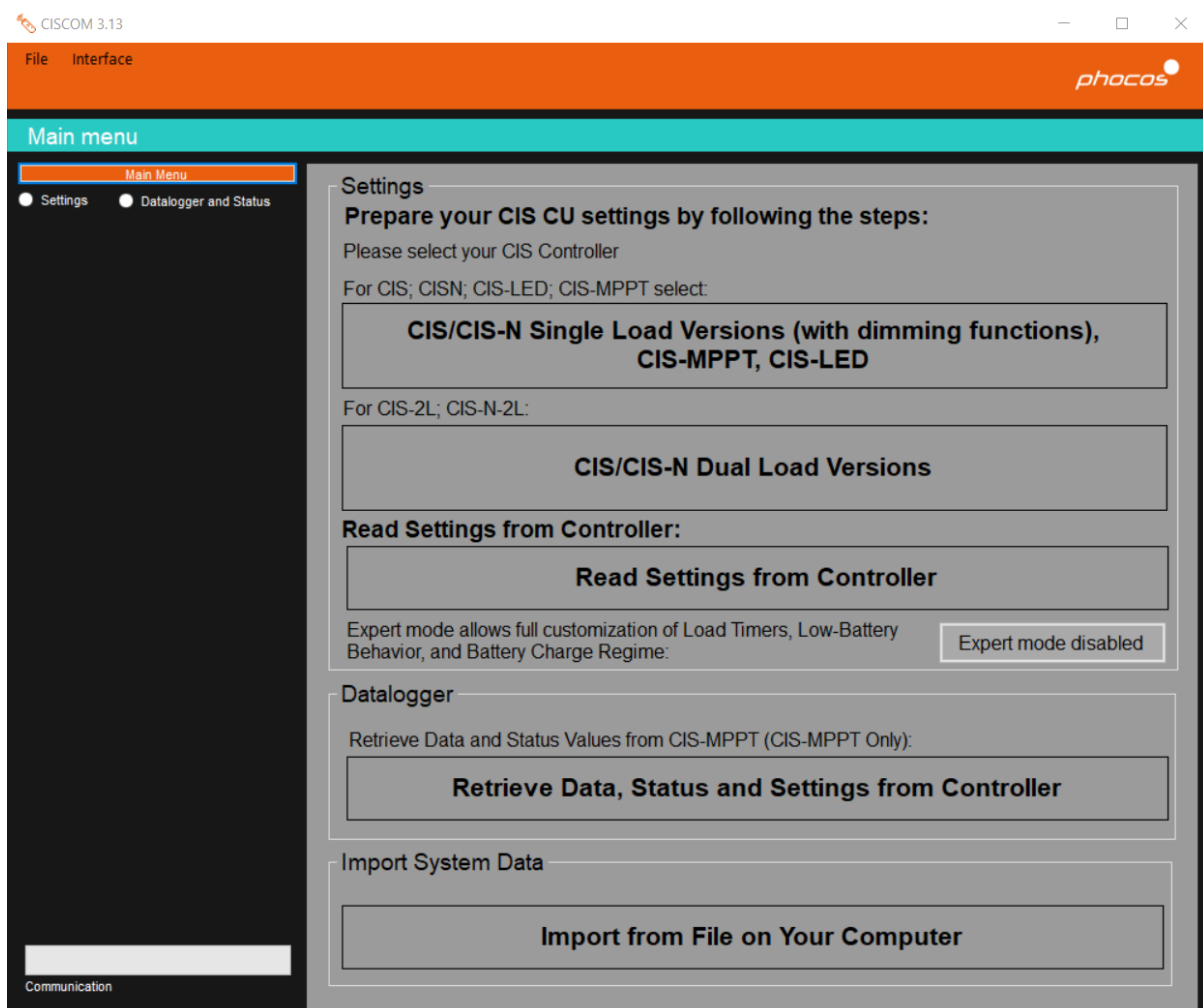 CISCOM 3.13
File Interface
phocos
Main menu
Main Menu
Settings Datalogger and Status
Settings
Prepare your CIS CU settings by following the steps:
Please select your CIS Controller
For CIS; CISN; CIS-LED; CIS-MPPT select:
CIS/CIS-N Single Load Versions (with dimming functions),
CIS-MPPT, CIS-LED
For CIS-2L; CIS-N-2L:
CIS/CIS-N Dual Load Versions
Read Settings from Controller:
Read Settings from Controller
Expert mode allows full customization of Load Timers, Low-Battery
Behavior, and Battery Charge Regime:
Expert mode disabled
Datalogger
Retrieve Data and Status Values from CIS-MPPT (CIS-MPPT Only):
Retrieve Data, Status and Settings from Controller
Import System Data
Import from File on Your Computer
Communication